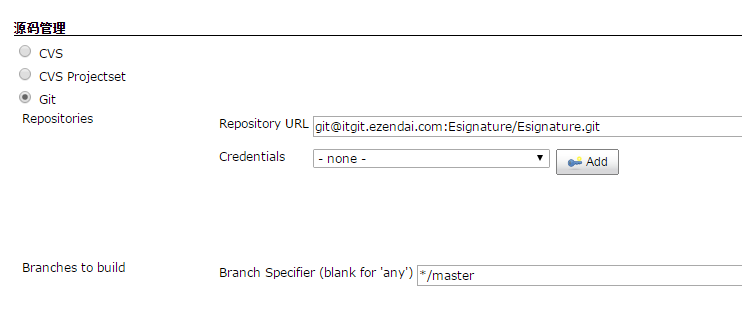 源码管理
CVS
CVS Projectset
Git
Repositories
Repository URL git@itgit.ezendai.com:Esignature/Esignature.git
Credentials - none - Add
Branches to build Branch Specifier (blank for 'any') */master